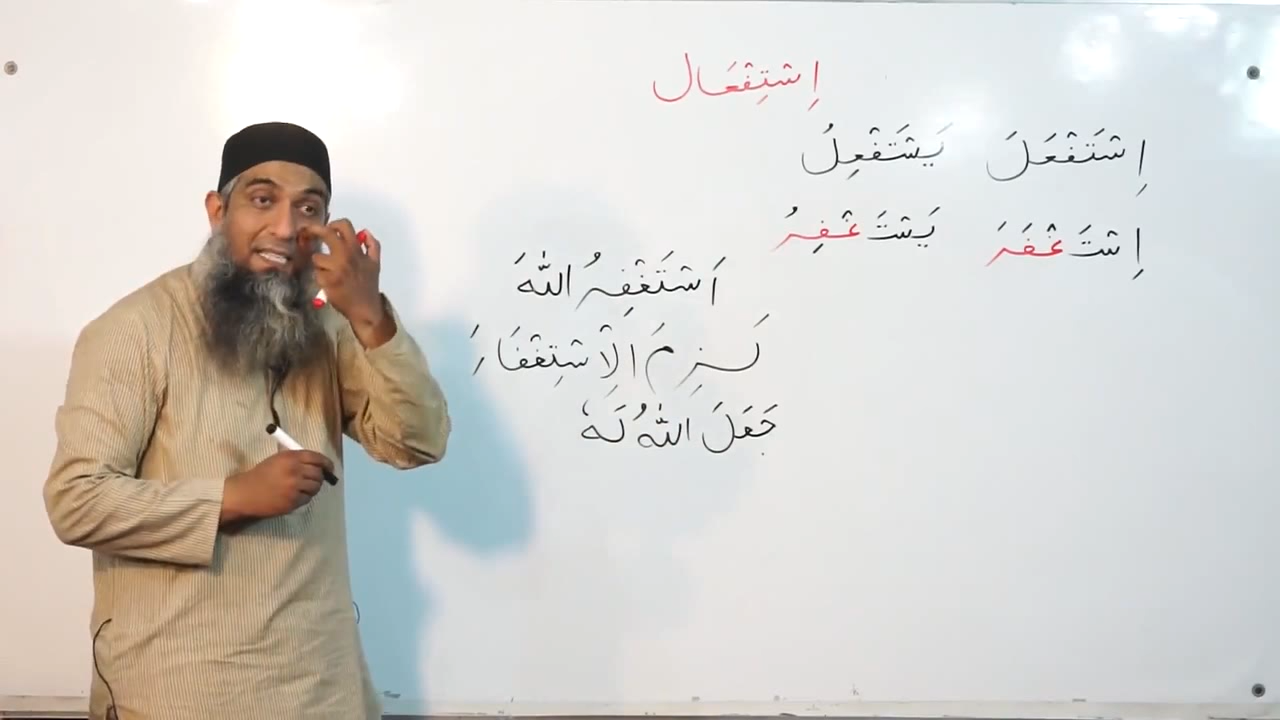 اِسْتِفْعَال
اِسْتَفْعَلَ يَسْتَفْعِلُ
اِسْتَغْفَرَ يَسْتَغْفِرُ
اَسْتَغْفِرُ اللّٰهَ
لَزِمَ الْاِسْتِغْفَارَ
جَعَلَ اللّٰهُ لَهٗ